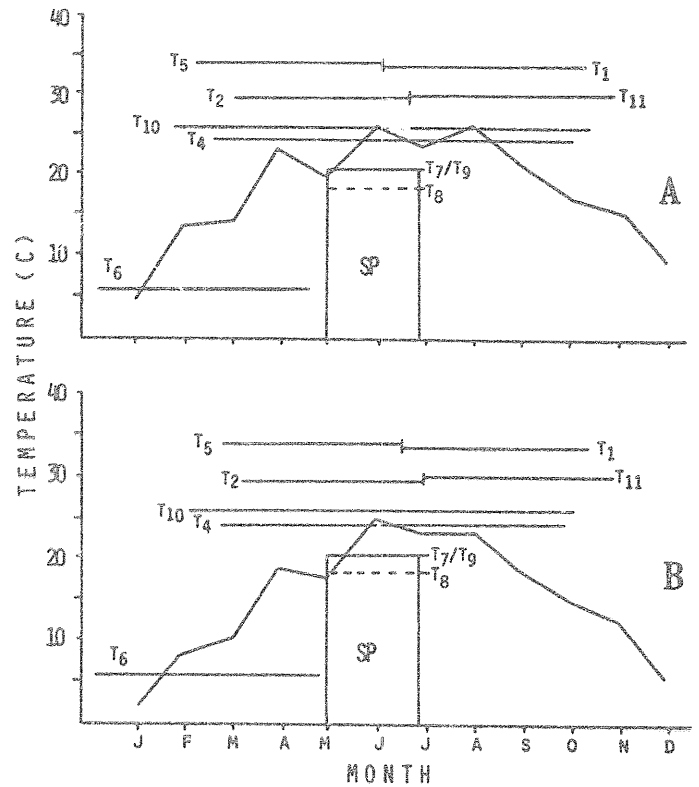 40
T5
T1
30
T2
T11
T10
T4
20
T7/T9
T8
A
10
SP
T6
TEMPERATURE (C)
40
T5
T1
30
T2
T11
T10
T4
20
T7/T9
T8
B
10
SP
T6
J F M A M J J A S O N D
MONTH